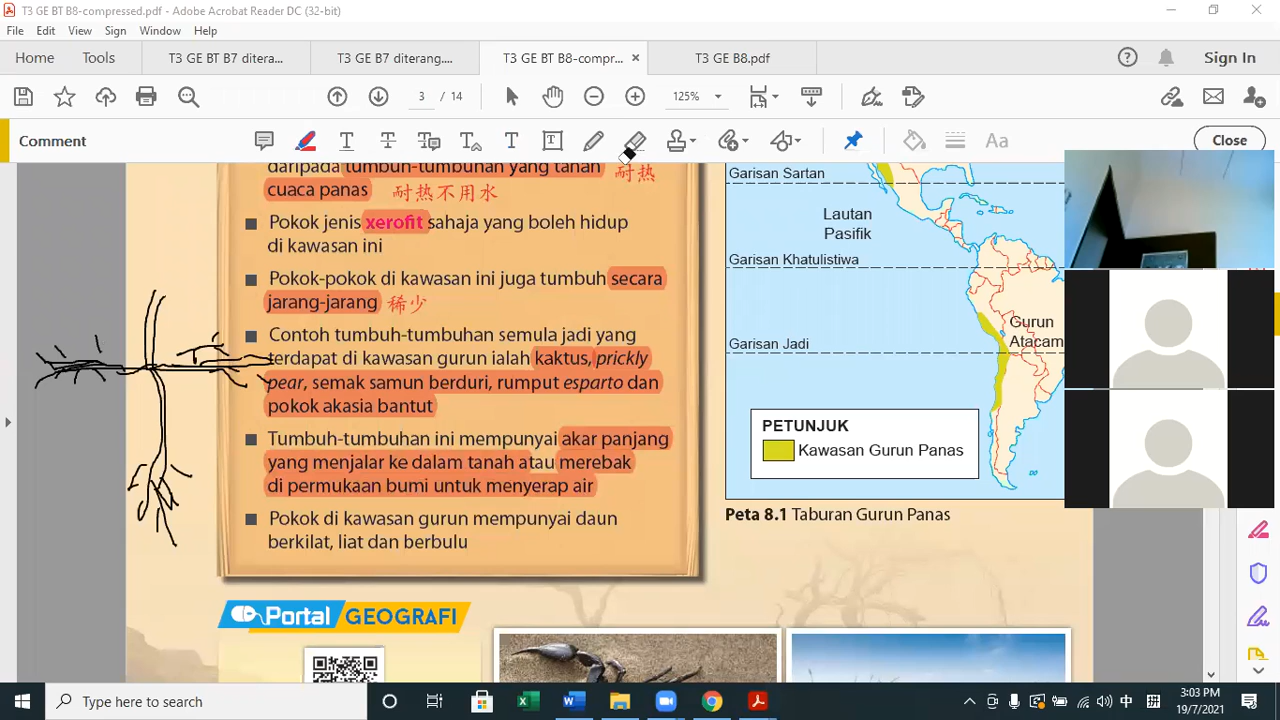 T3 GE BT B8-compressed.pdf - Adobe Acrobat Reader DC (32-bit)
File Edit View Sign Window Help
Home Tools T3 GE BT B7 ditera... T3 GE B7 diterang.... T3 GE BT B8-compr... × T3 GE B8.pdf Sign In
3 / 14 125%
Comment Close
daripada tumbuh-tumbuhan yang tahan 耐热
cuaca panas 耐热不用水
Pokok jenis xerofit sahaja yang boleh hidup
di kawasan ini
Pokok-pokok di kawasan ini juga tumbuh secara
jarang-jarang 稀少
Contoh tumbuh-tumbuhan semula jadi yang
terdapat di kawasan gurun ialah kaktus, prickly
pear, semak samun berduri, rumput esparto dan
pokok akasia bantut
Tumbuh-tumbuhan ini mempunyai akar panjang
yang menjalar ke dalam tanah atau merebak
di permukaan bumi untuk menyerap air
Pokok di kawasan gurun mempunyai daun
berkilat, liat dan berbulu
Portal GEOGRAFI
Garisan Sartan
Lautan
Pasifik
Garisan Khatulistiwa
Gurun
Atacam
Garisan Jadi
PETUNJUK
Kawasan Gurun Panas
Peta 8.1 Taburan Gurun Panas
Type here to search
中 拼
3:03 PM
19/7/2021